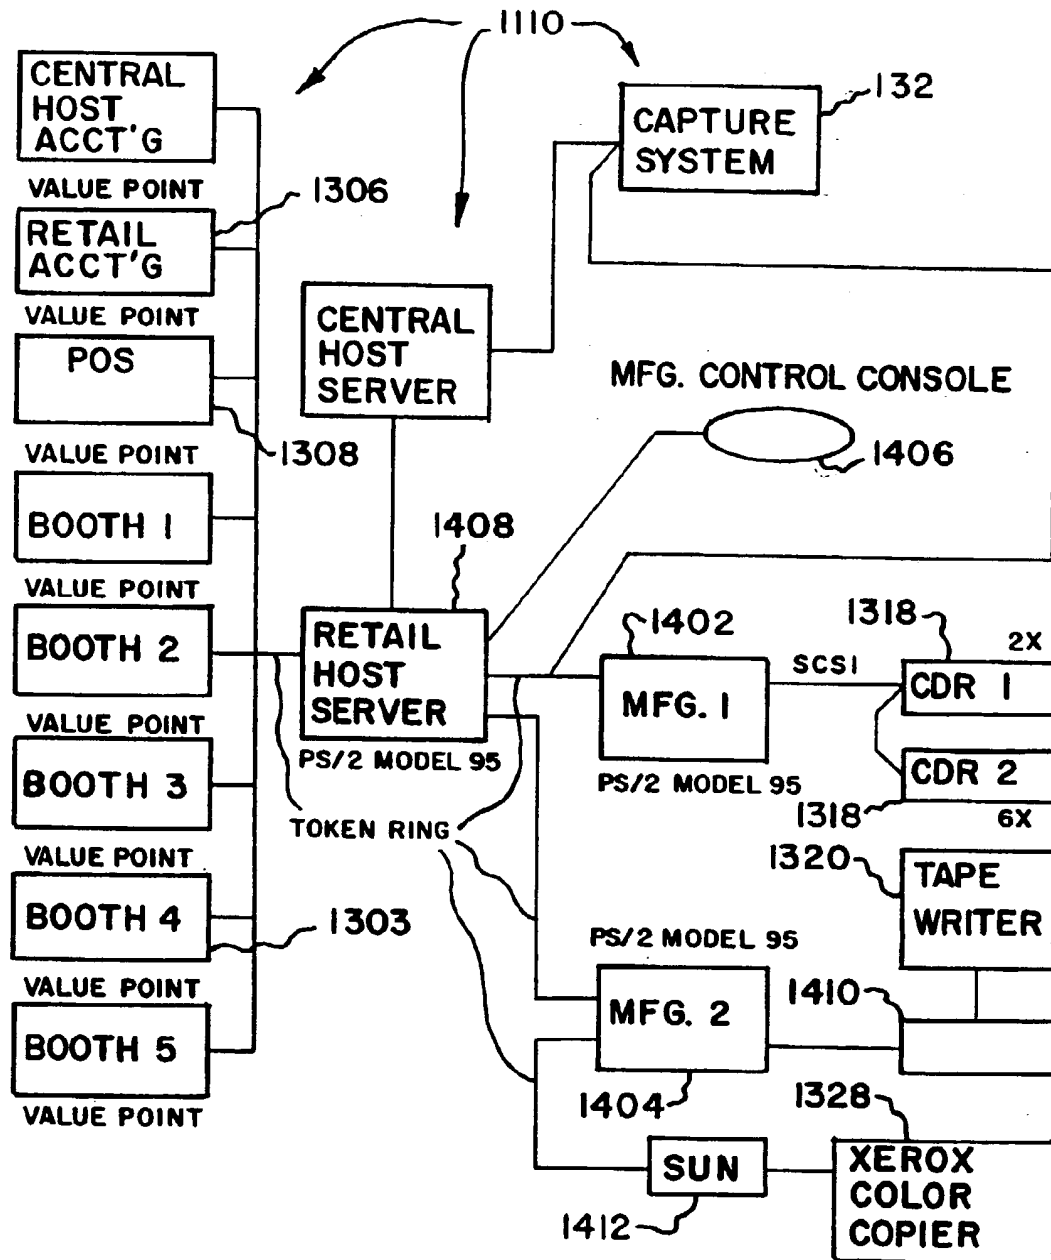 1110
CENTRAL
HOST
ACCT'G
VALUE POINT
1306
RETAIL
ACCT'G
VALUE POINT
POS
1308
VALUE POINT
BOOTH 1
VALUE POINT
BOOTH 2
VALUE POINT
BOOTH 3
VALUE POINT
BOOTH 4
1303
VALUE POINT
BOOTH 5
VALUE POINT
CAPTURE
SYSTEM
132
CENTRAL
HOST
SERVER
MFG. CONTROL CONSOLE
1406
1408
RETAIL
HOST
SERVER
PS/2 MODEL 95
TOKEN RING
1402
MFG. 1
PS/2 MODEL 95
SCSI
1318
2X
CDR 1
CDR 2
1318
6X
1320
TAPE
WRITER
PS/2 MODEL 95
MFG. 2
1404
1410
1328
SUN
1412
XEROX
COLOR
COPIER